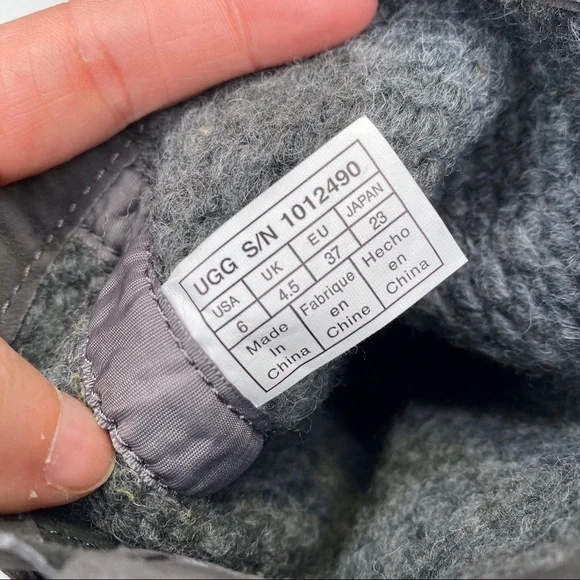 UGG S/N 1012490
USA UK EU JAPAN
6 4.5 37 23
Made Fabrique Hecho
In en en
China Chine China